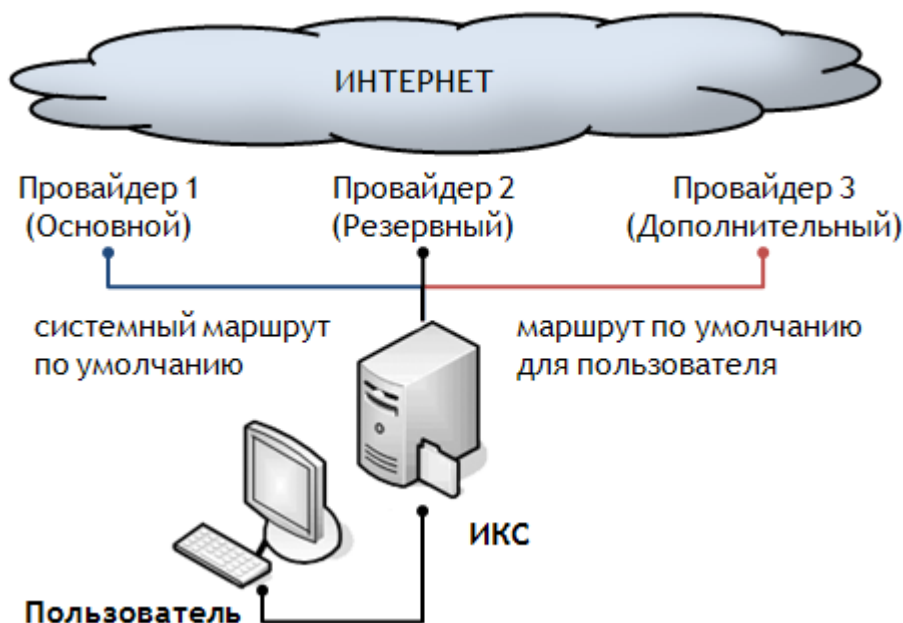 ИНТЕРНЕТ
Провайдер 1
(Основной)
Провайдер 2
(Резервный)
Провайдер 3
(Дополнительный)
системный маршрут
по умолчанию
маршрут по умолчанию
для пользователя
ИКС
Пользователь